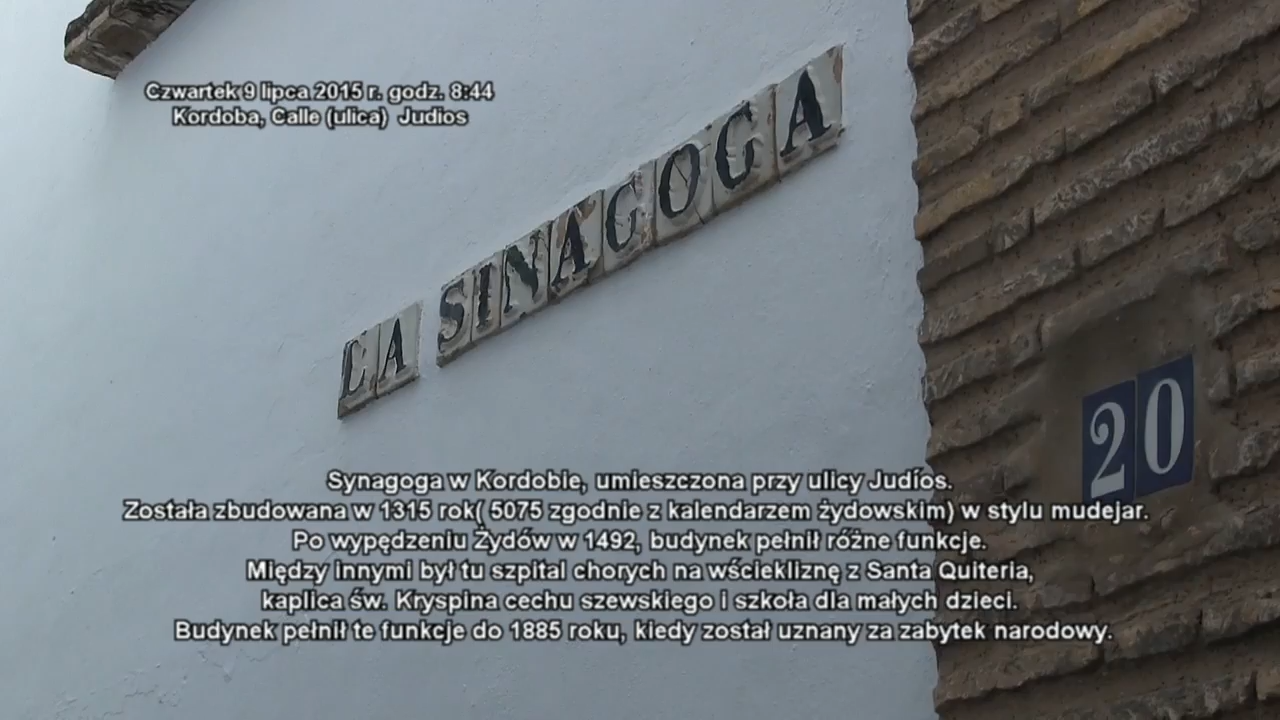 Czwartek 9 lipca 2015 r. godz. 8:44
Kordoba, Calle (ulica) Judios
LA SINAGOGA
20
Synagoga w Kordobie, umieszczona przy ulicy Judíos.
Została zbudowana w 1315 rok( 5075 zgodnie z kalendarzem żydowskim) w stylu mudejar.
Po wypędzeniu Żydów w 1492, budynek pełnił różne funkcje.
Między innymi był tu szpital chorych na wściekliznę z Santa Quiteria,
kaplica św. Kryspina cechu szewskiego i szkoła dla małych dzieci.
Budynek pełnił te funkcje do 1885 roku, kiedy został uznany za zabytek narodowy.